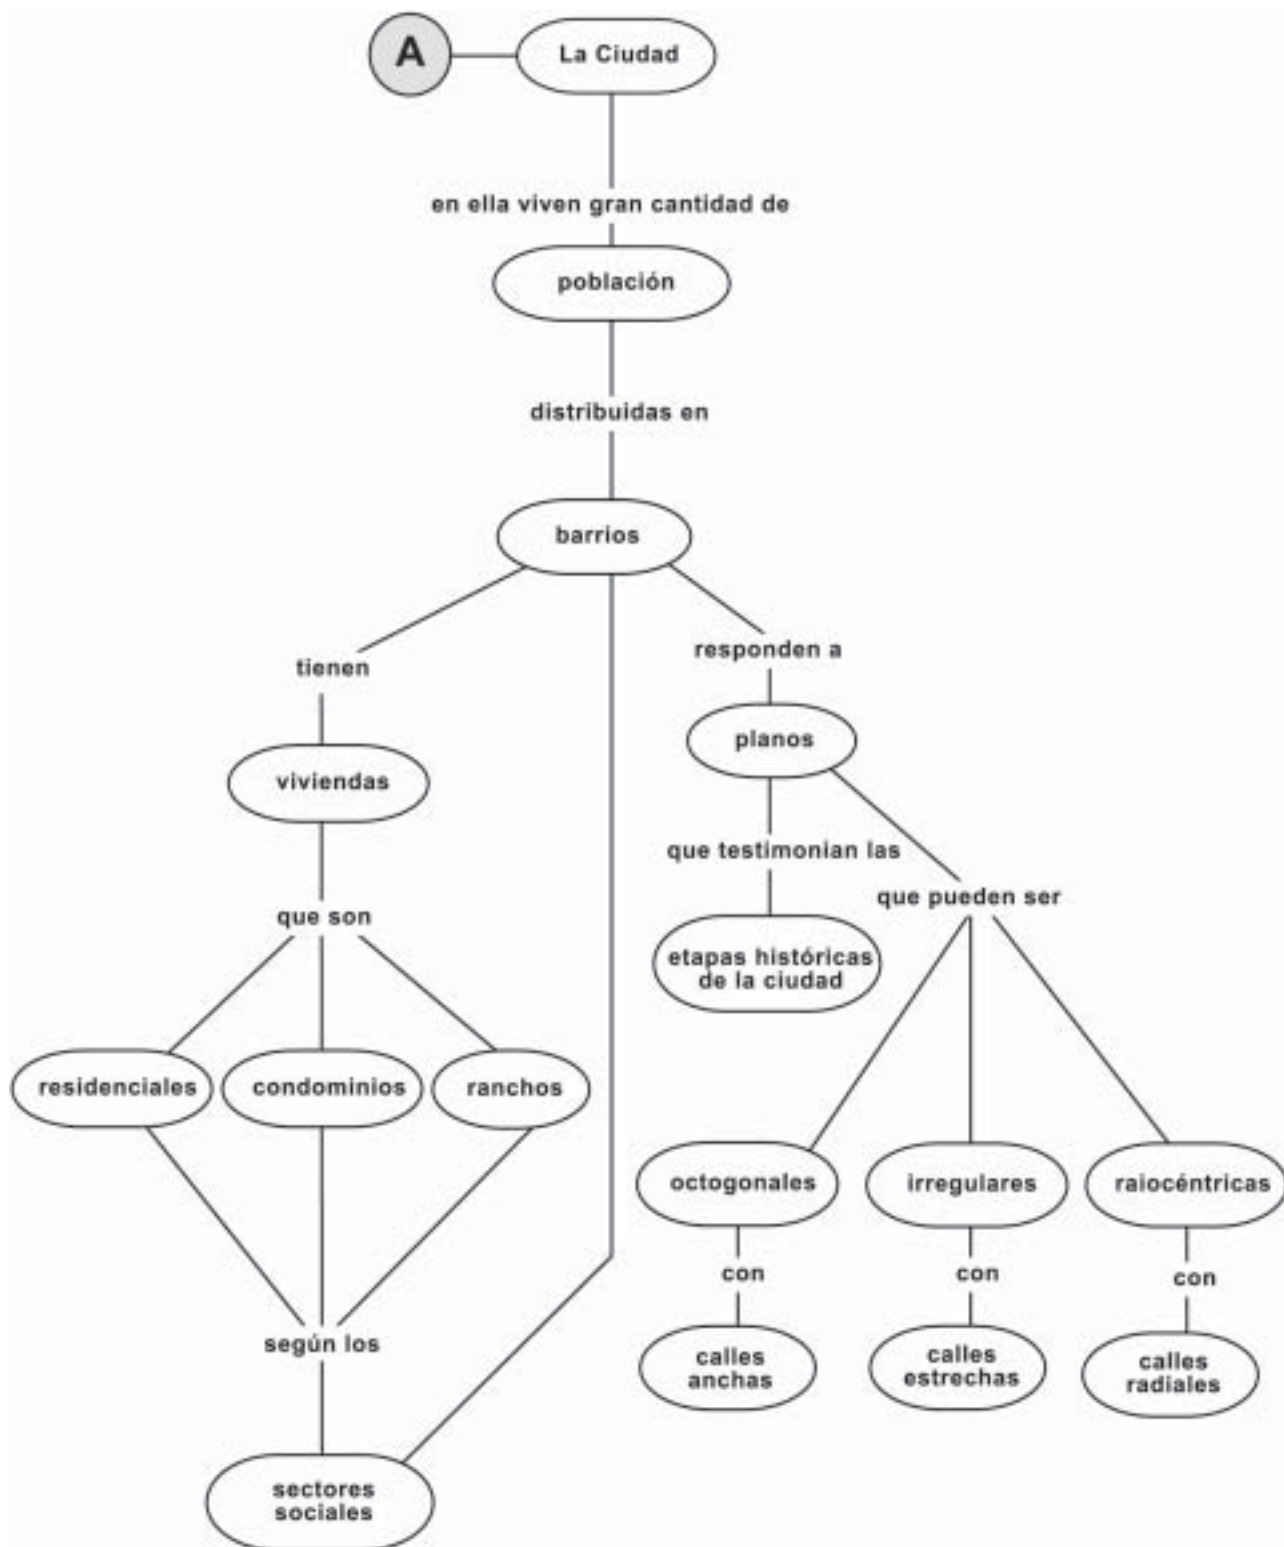 A
La Ciudad
en ella viven gran cantidad de
población
distribuidas en
barrios
tienen
responden a
viviendas
planos
que son
que testimonian las
que pueden ser
etapas históricas
de la ciudad
residenciales
condominios
ranchos
octogonales
irregulares
raiocéntricas
con
con
con
según los
calles
anchas
calles
estrechas
calles
radiales
sectores
sociales